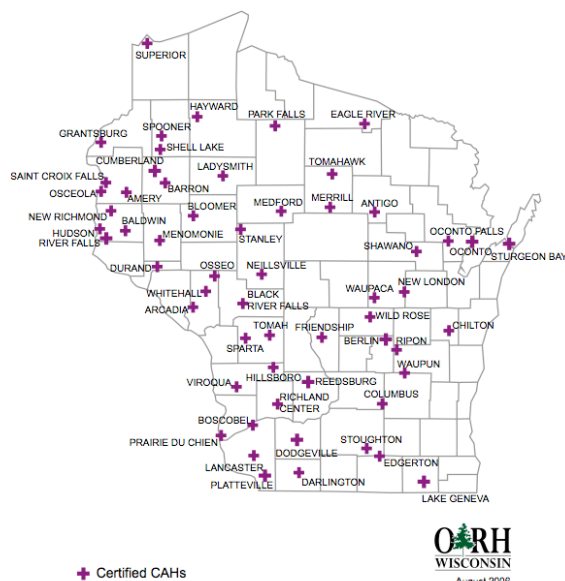 SUPERIOR
HAYWARD
PARK FALLS
EAGLE RIVER
GRANTSBURG
SPOONER
SHELL LAKE
CUMBERLAND
LADYSMITH
TOMAHAWK
SAINT CROIX FALLS
BARRON
OSCEOLA
AMERY
BLOOMER
MEDFORD
MERRILL
ANTIGO
NEW RICHMOND
BALDWIN
OCONTO FALLS
HUDSON
MENOMONIE
STANLEY
SHAWANO
OCONTO
RIVER FALLS
STURGEON BAY
DURAND
OSSEO
NEILLSVILLE
WHITEHALL
BLACK
RIVER FALLS
WAUPACA
NEW LONDON
ARCADIA
WILD ROSE
TOMAH
FRIENDSHIP
CHILTON
SPARTA
BERLIN
RIPON
WAUPUN
HILLSBORO
REEDSBURG
VIROQUA
RICHLAND
CENTER
COLUMBUS
BOSCOBEL
PRAIRIE DU CHIEN
STOUGHTON
DODGEVILLE
EDGERTON
LANCASTER
PLATTEVILLE
DARLINGTON
LAKE GENEVA
ORH
WISCONSIN
Certified CAHs
August 2006